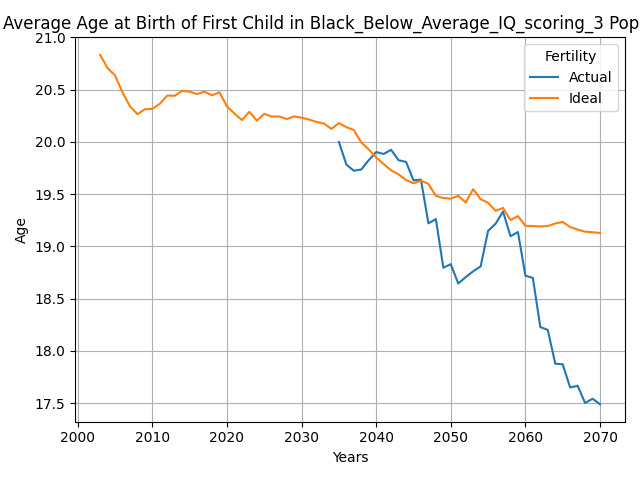 Average Age at Birth of First Child in Black_Below_Average_IQ_scoring_3 Pop
21.0
20.5
20.0
19.5
19.0
18.5
18.0
17.5
Age
Fertility
Actual
Ideal
2000 2010 2020 2030 2040 2050 2060 2070
Years